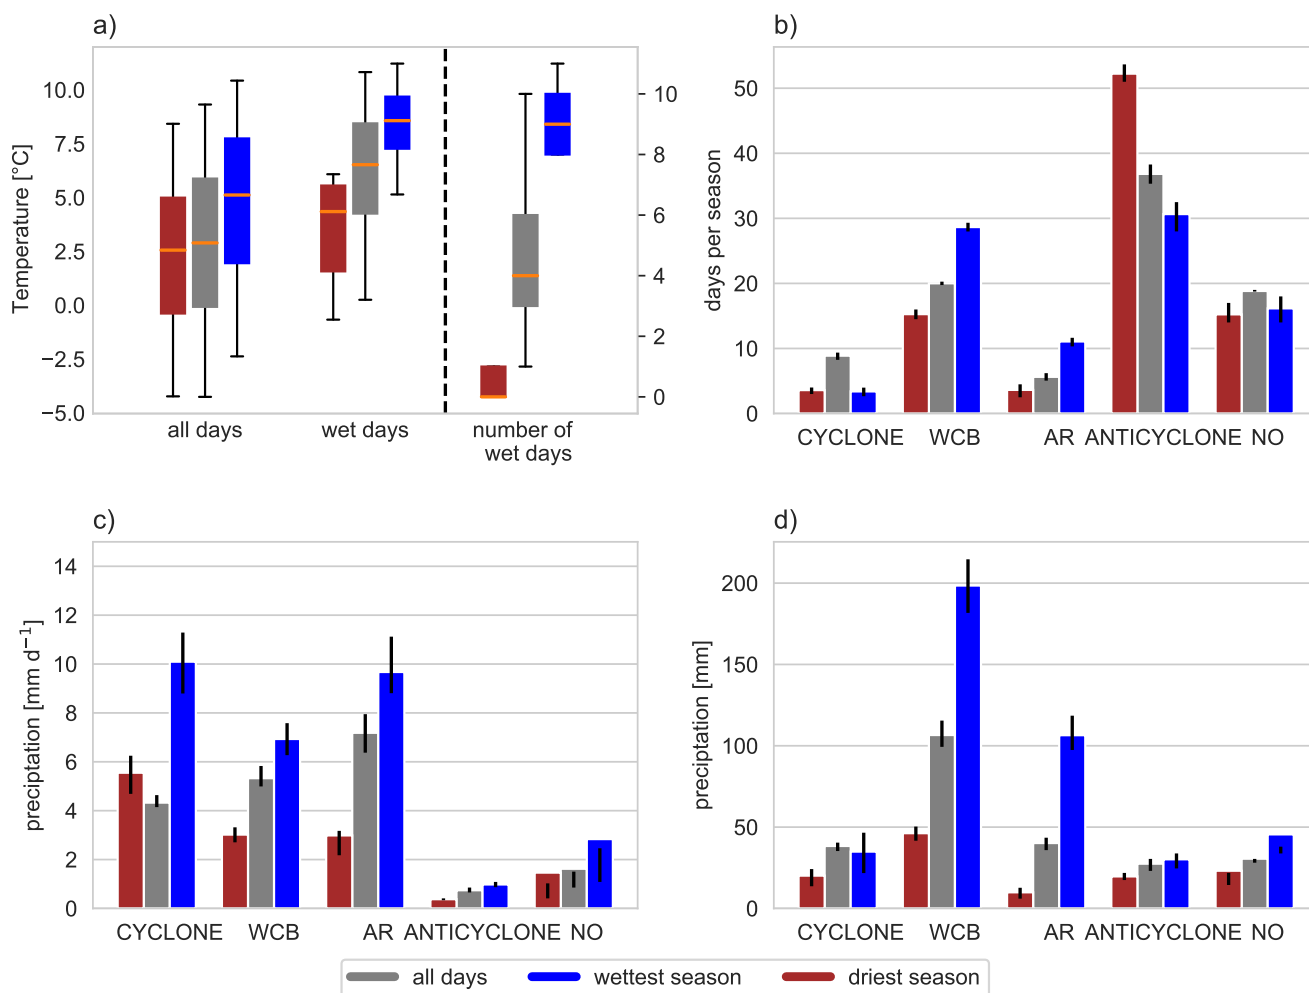 a)
Temperature [°C]
10.0
7.5
5.0
2.5
0.0
−2.5
−5.0
10
8
6
4
2
0
all days
wet days
number of
wet days
b)
days per season
50
40
30
20
10
0
CYCLONE
WCB
AR
ANTICYCLONE
NO
c)
preciptation [mm d⁻¹]
14
12
10
8
6
4
2
0
CYCLONE
WCB
AR
ANTICYCLONE
NO
d)
preciptation [mm]
200
150
100
50
0
CYCLONE
WCB
AR
ANTICYCLONE
NO
all days
wettest season
driest season